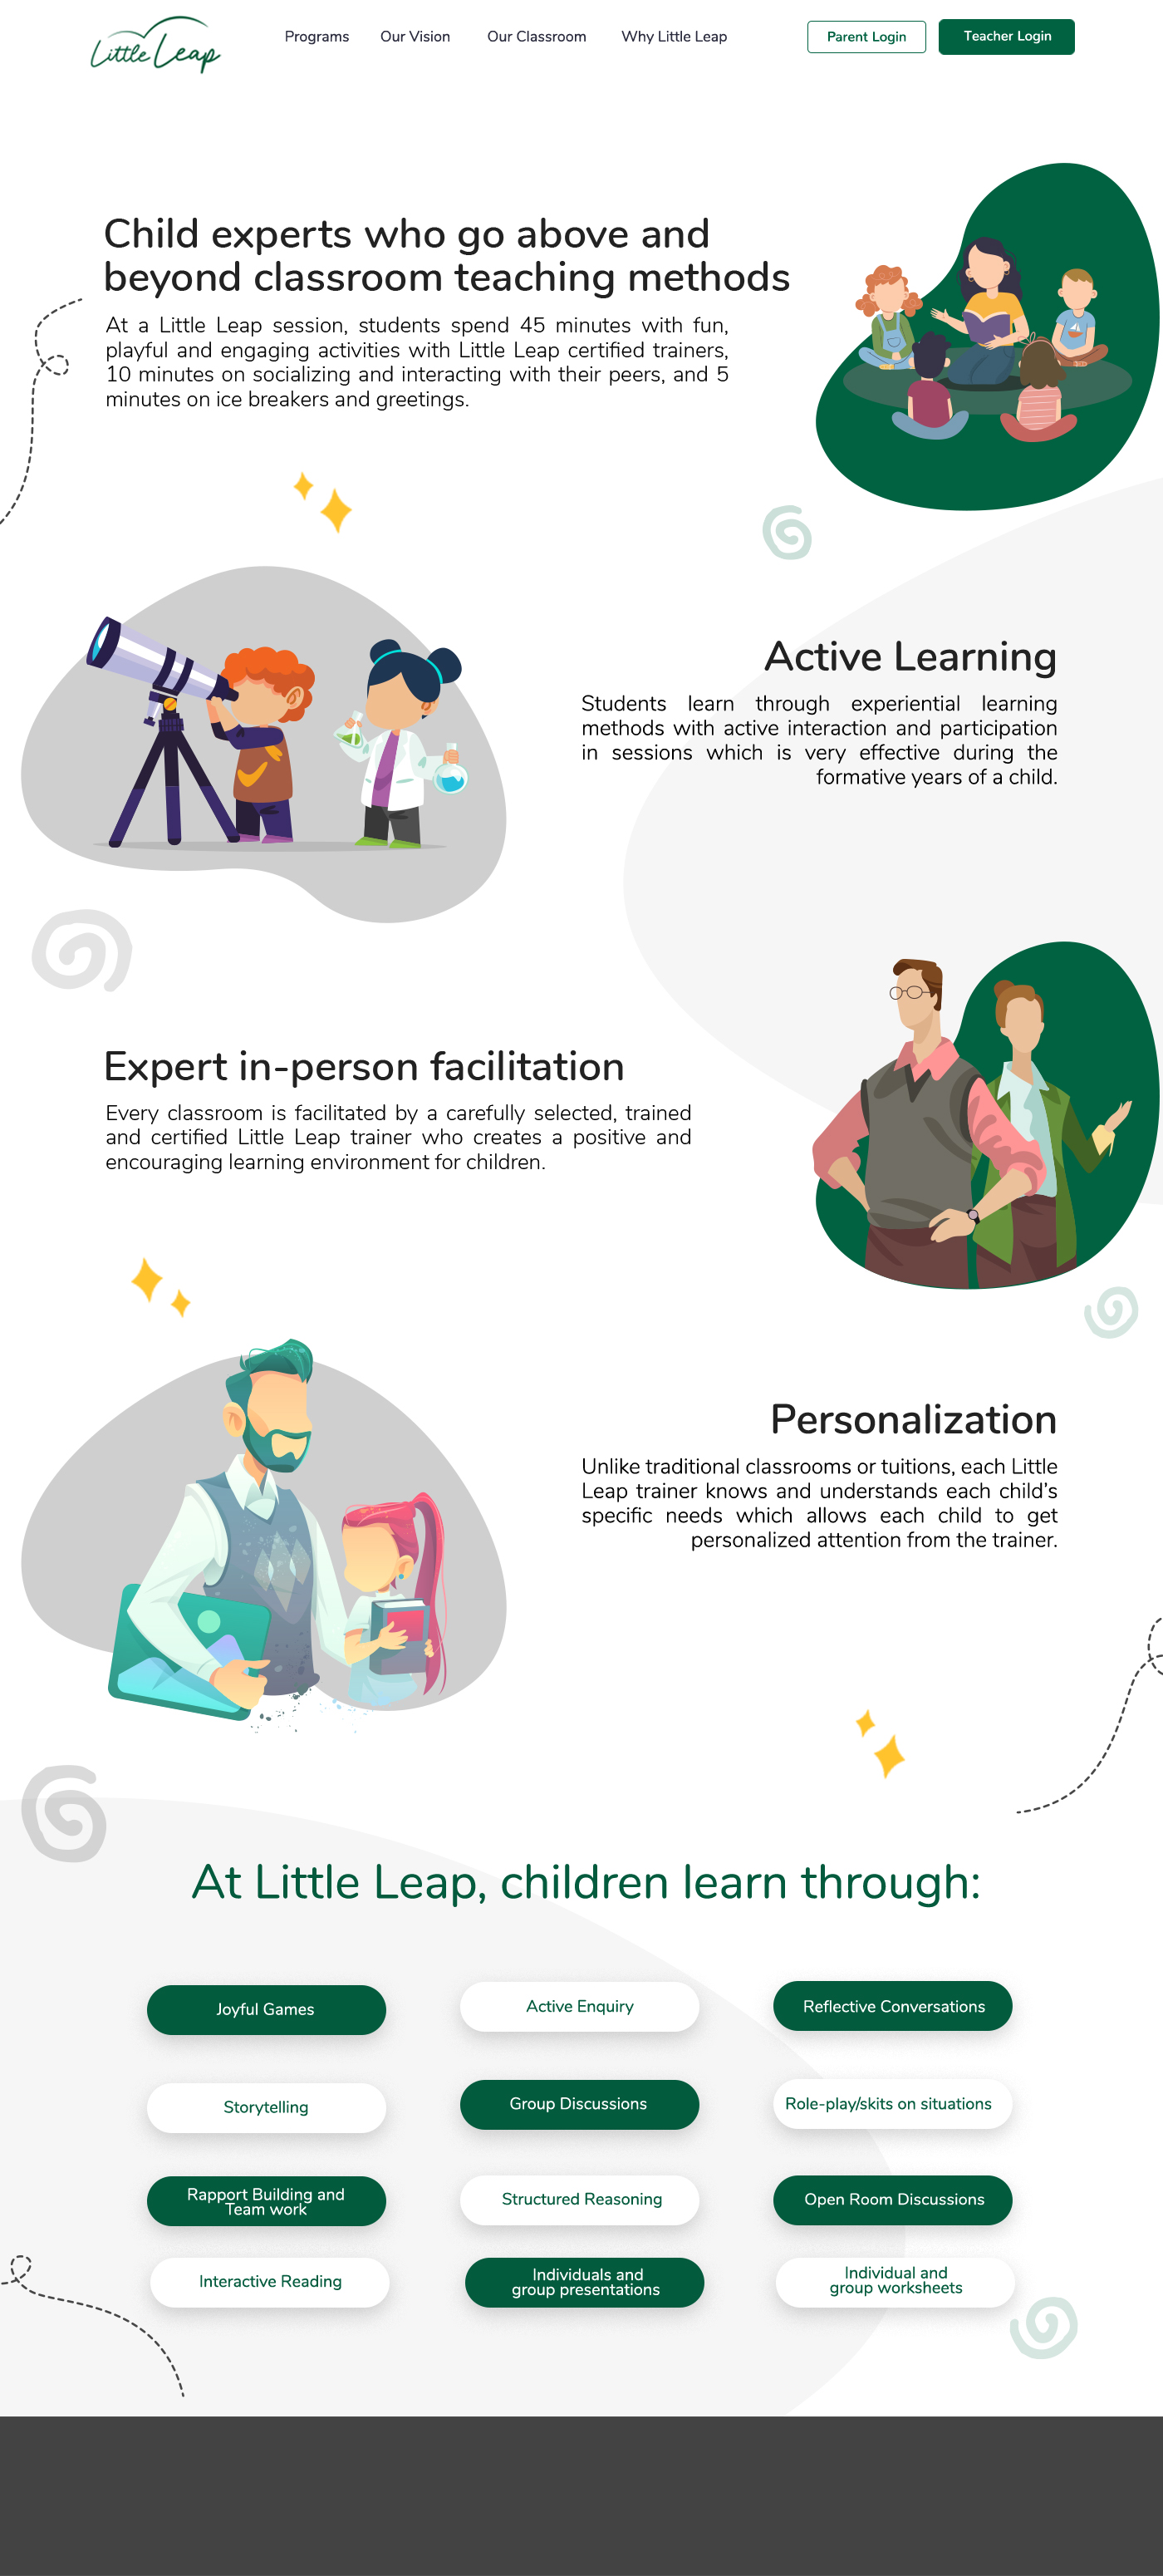 Little Leap
Programs
Our Vision
Our Classroom
Why Little Leap
Parent Login
Teacher Login
Child experts who go above and
beyond classroom teaching methods
At a Little Leap session, students spend 45 minutes with fun,
playful and engaging activities with Little Leap certified trainers,
10 minutes on socializing and interacting with their peers, and 5
minutes on ice breakers and greetings.
Active Learning
Students learn through experiential learning
methods with active interaction and participation
in sessions which is very effective during the
formative years of a child.
Expert in-person facilitation
Every classroom is facilitated by a carefully selected, trained
and certified Little Leap trainer who creates a positive and
encouraging learning environment for children.
Personalization
Unlike traditional classrooms or tuitions, each Little
Leap trainer knows and understands each child's
specific needs which allows each child to get
personalized attention from the trainer.
At Little Leap, children learn through:
Joyful Games
Active Enquiry
Reflective Conversations
Storytelling
Group Discussions
Role-play/skits on situations
Rapport Building and
Team work
Structured Reasoning
Open Room Discussions
Interactive Reading
Individuals and
group presentations
Individual and
group worksheets